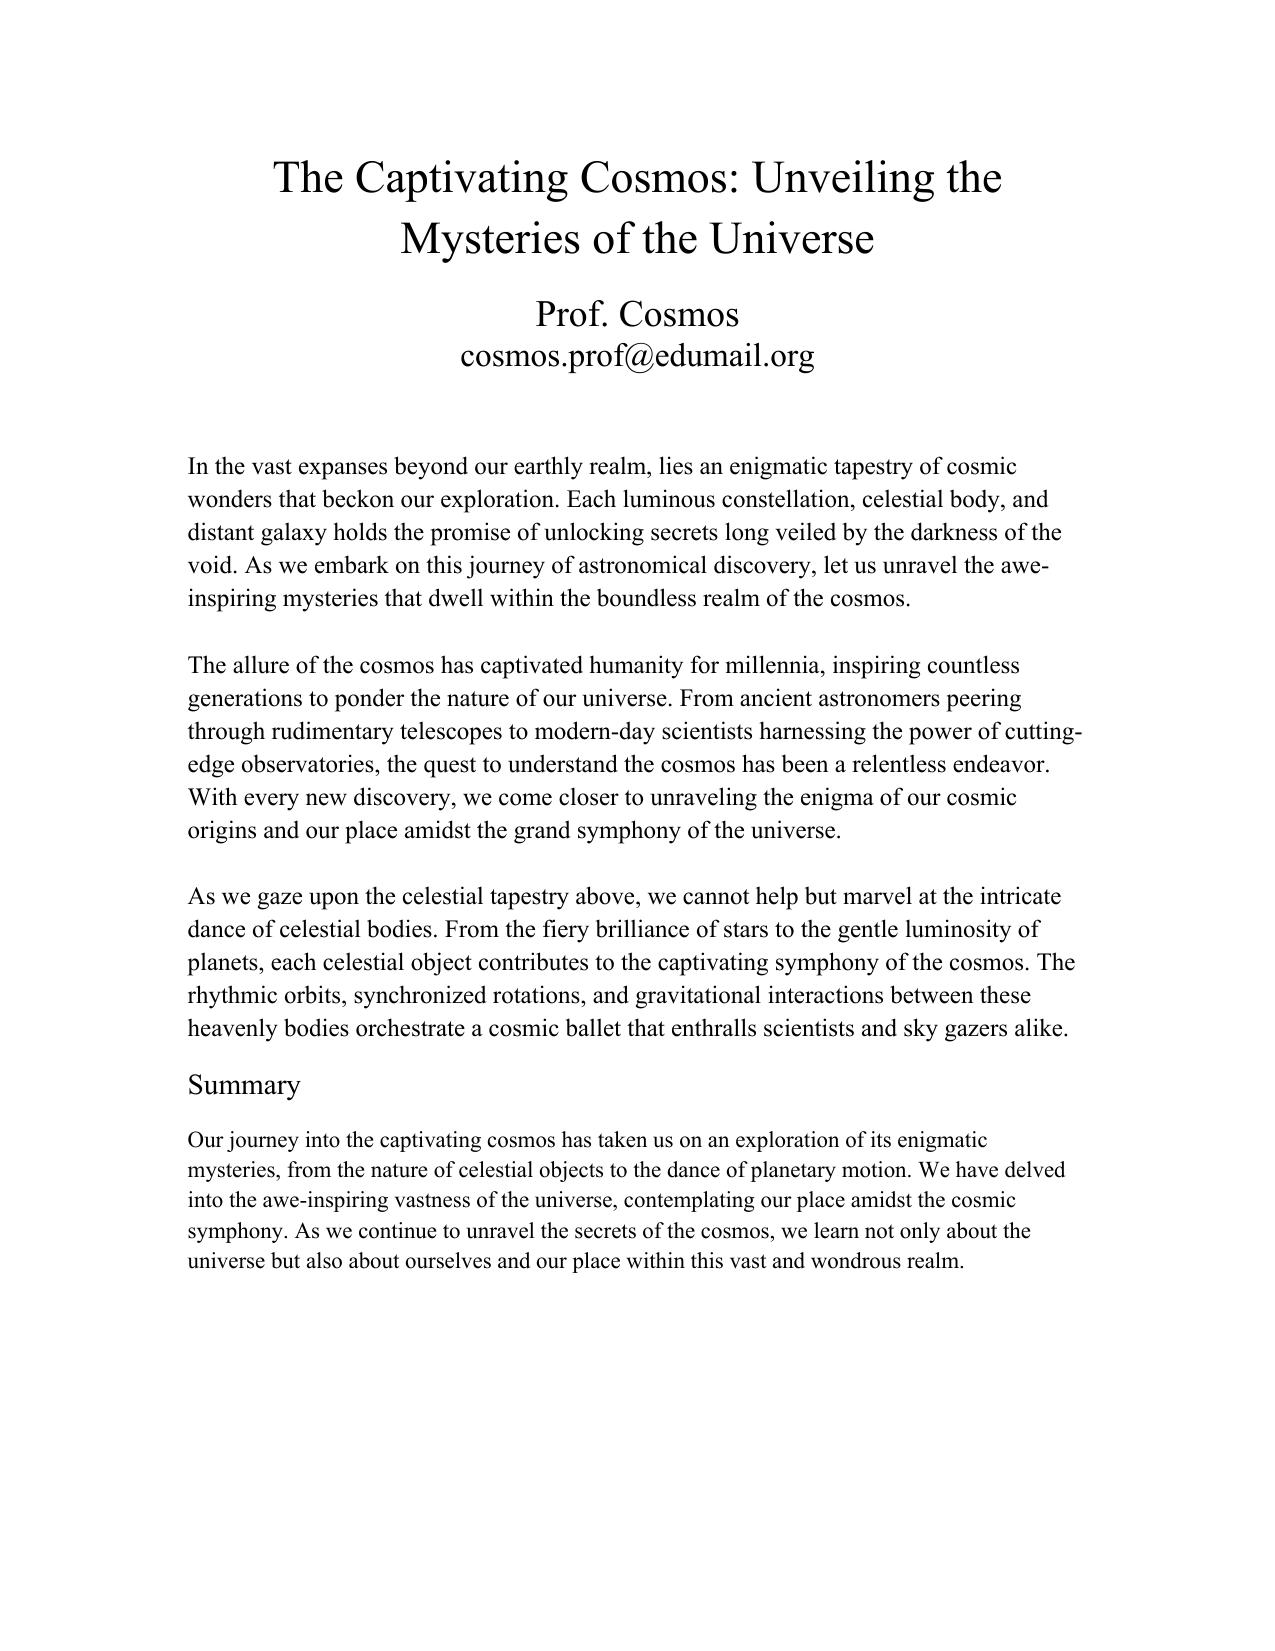 The Captivating Cosmos: Unveiling the
Mysteries of the Universe
Prof. Cosmos
cosmos.prof@edumail.org
In the vast expanses beyond our earthly realm, lies an enigmatic tapestry of cosmic
wonders that beckon our exploration. Each luminous constellation, celestial body, and
distant galaxy holds the promise of unlocking secrets long veiled by the darkness of the
void. As we embark on this journey of astronomical discovery, let us unravel the awe-
inspiring mysteries that dwell within the boundless realm of the cosmos.
The allure of the cosmos has captivated humanity for millennia, inspiring countless
generations to ponder the nature of our universe. From ancient astronomers peering
through rudimentary telescopes to modern-day scientists harnessing the power of cutting-
edge observatories, the quest to understand the cosmos has been a relentless endeavor.
With every new discovery, we come closer to unraveling the enigma of our cosmic
origins and our place amidst the grand symphony of the universe.
As we gaze upon the celestial tapestry above, we cannot help but marvel at the intricate
dance of celestial bodies. From the fiery brilliance of stars to the gentle luminosity of
planets, each celestial object contributes to the captivating symphony of the cosmos. The
rhythmic orbits, synchronized rotations, and gravitational interactions between these
heavenly bodies orchestrate a cosmic ballet that enthralls scientists and sky gazers alike.
Summary
Our journey into the captivating cosmos has taken us on an exploration of its enigmatic
mysteries, from the nature of celestial objects to the dance of planetary motion. We have delved
into the awe-inspiring vastness of the universe, contemplating our place amidst the cosmic
symphony. As we continue to unravel the secrets of the cosmos, we learn not only about the
universe but also about ourselves and our place within this vast and wondrous realm.